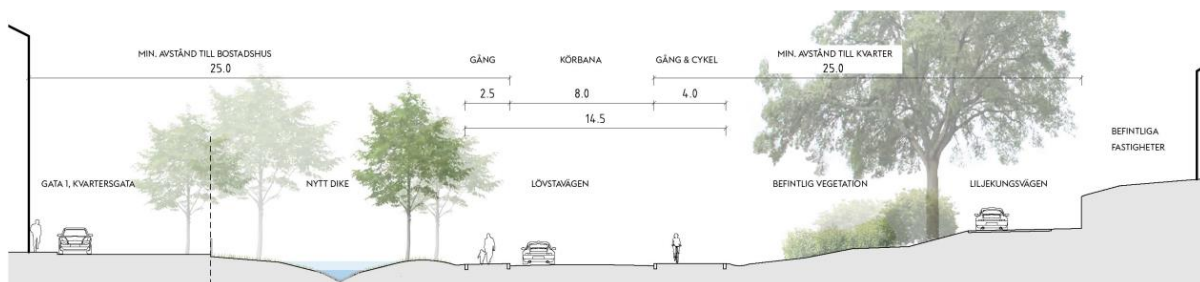 MIN. AVSTÅND TILL BOSTADSHUS
25.0
GÅNG
KÖRBANA
GÅNG & CYKEL
MIN. AVSTÅND TILL KVARTER
25.0
2.5
8.0
4.0
14.5
BEFINTLIGA
FASTIGHETER
GATA 1, KVARTERSGATA
NYTT DIKE
LÖVSTAVÄGEN
BEFINTLIG VEGETATION
LILJEKUNGSVÄGEN